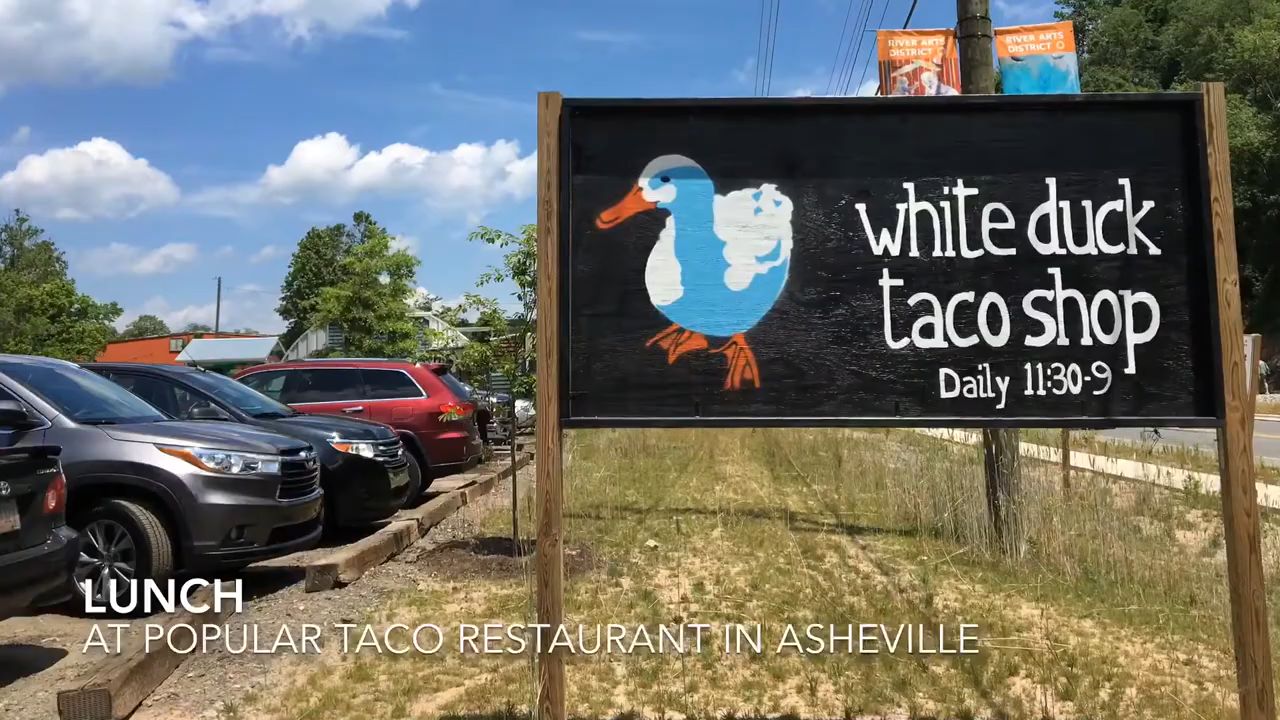 RIVER ARTS
DISTRICT
RIVER ARTS
DISTRICT
white duck
taco shop
Daily 11:30-9
LUNCH
AT POPULAR TACO RESTAURANT IN ASHEVILLE